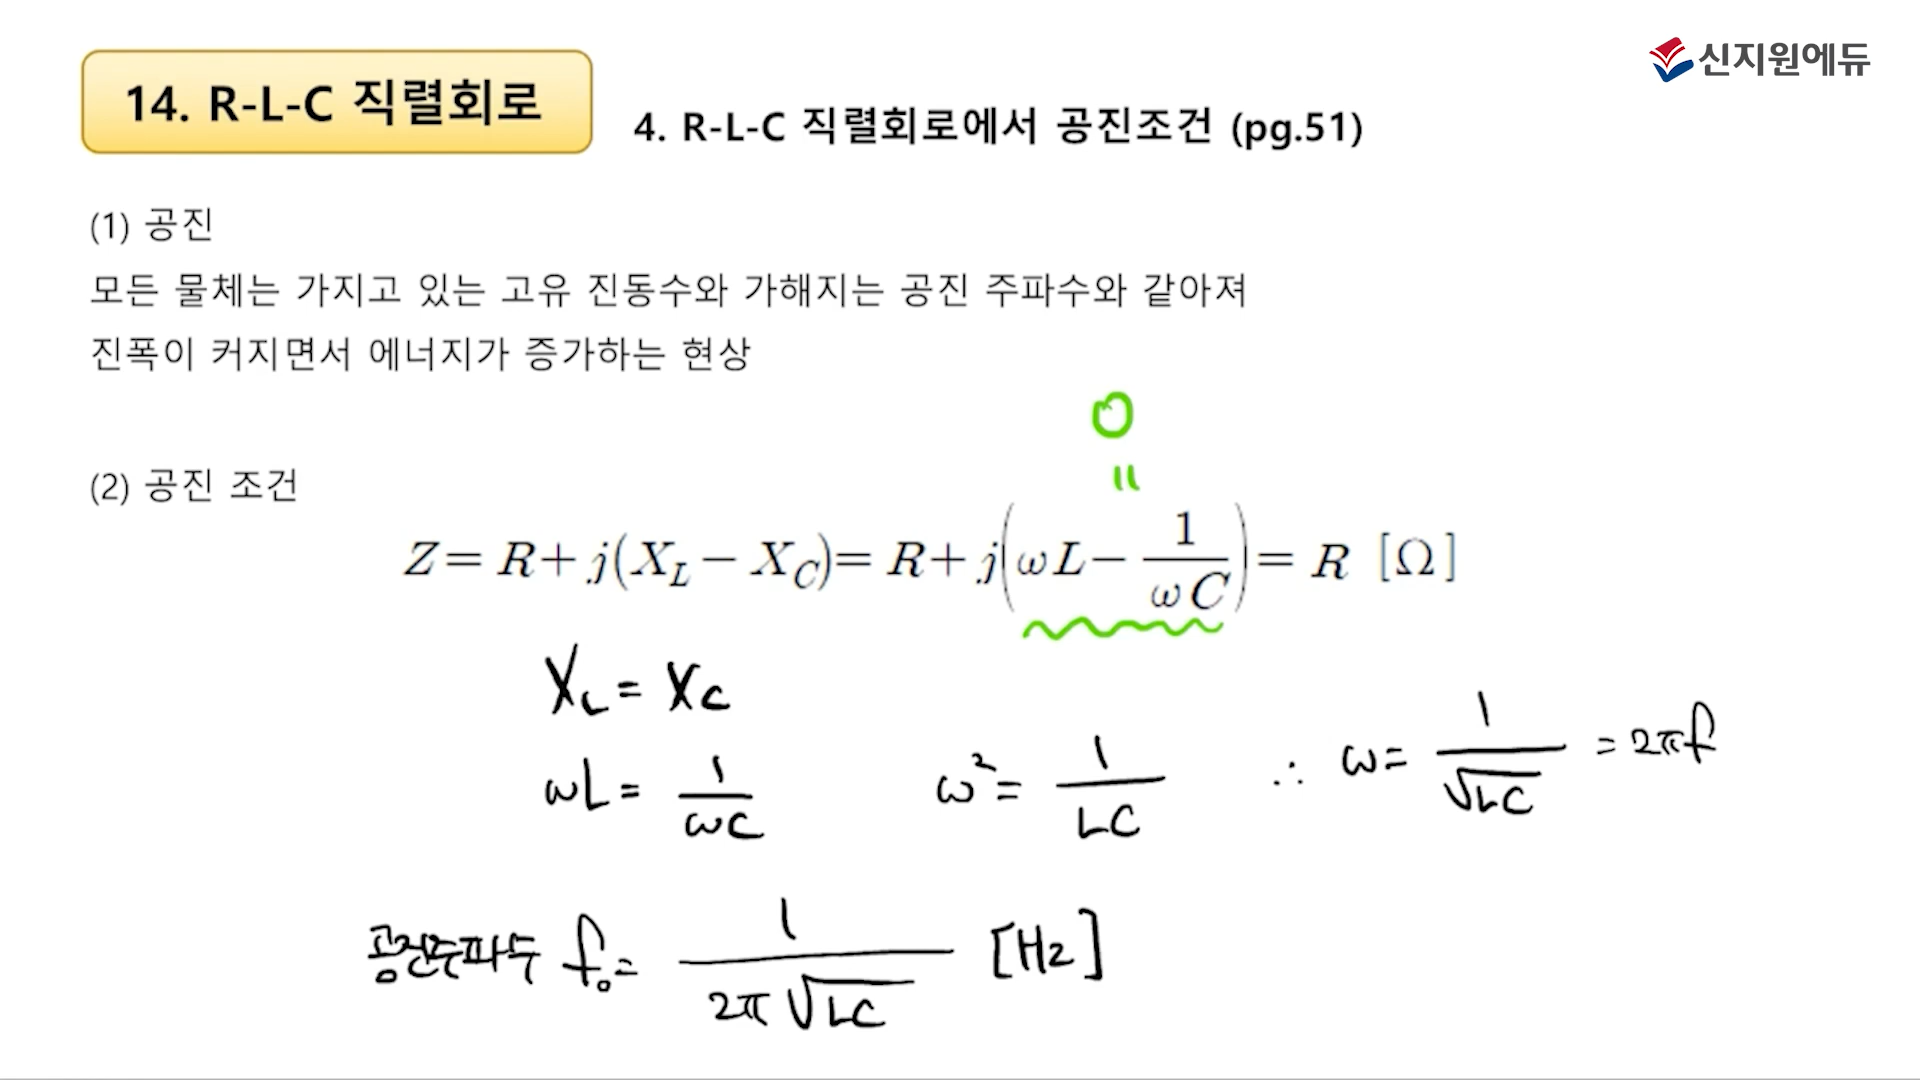 신지원에듀
14. R-L-C 직렬회로
4. R-L-C 직렬회로에서 공진조건 (pg.51)
(1) 공진
모든 물체는 가지고 있는 고유 진동수와 가해지는 공진 주파수와 같아져
진폭이 커지면서 에너지가 증가하는 현상
0
=
(2) 공진 조건
Z = R + j(X_L − X_C) = R + j(ωL − 1/(ωC)) = R [Ω]
X_L = X_C
ωL = 1/(ωC)   ω² = 1/(LC)   ∴ ω = 1/√(LC) = 2πf
공진주파수 f₀ = 1/(2π√(LC)) [Hz]